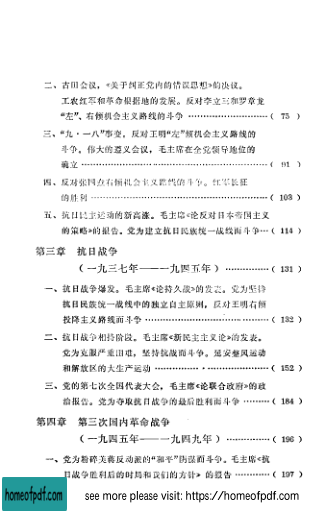 二、古田会议，《关于纠正党内的错误思想》的决议。
工农红军和革命根据地的发展。反对李立三和罗章龙
“左”、右倾机会主义路线的斗争 ……………………( 75 )
三、“九·一八”事变，反对王明“左”倾机会主义路线的
斗争。伟大的遵义会议，毛主席在全党领导地位的
确立 ……………………………………………………( 91 )
四、反对张国焘右倾机会主义路线的斗争。红军长征
的胜利 …………………………………………………( 103 )
五、抗日民主运动的新高涨。毛主席《论反对日本帝国主义
的策略》的报告。党为建立抗日民族统一战线而斗争…( 114 )
第三章 抗日战争
（一九三七年——一九四五年）……………( 131 )
一、抗日战争爆发。毛主席《论持久战》的发表。党为坚持
抗日民族统一战线中的独立自主原则，反对王明右倾
投降主义路线而斗争 …………………………………( 132 )
二、抗日战争相持阶段。毛主席《新民主主义论》的发表。
党为克服严重困难，坚持抗战而斗争。延安整风运动
和解放区的大生产运动 ………………………………( 152 )
三、党的第七次全国代表大会。毛主席《论联合政府》的政
治报告。党为夺取抗日战争的最后胜利而斗争 ………( 184 )
第四章 第三次国内革命战争
（一九四五年——一九四九年）……………( 196 )
一、党为粉碎美蒋反动派的“和平”阴谋而斗争。毛主席《抗
日战争胜利后的时局和我们的方针》的报告 …………( 197 )
homeofpdf.com see more please visit: https://homeofpdf.com